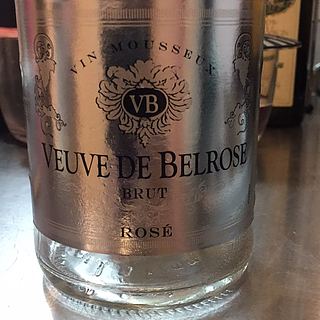 VIN MOUSSEUX
VB
VEUVE DE BELROSE
BRUT
ROSÉ